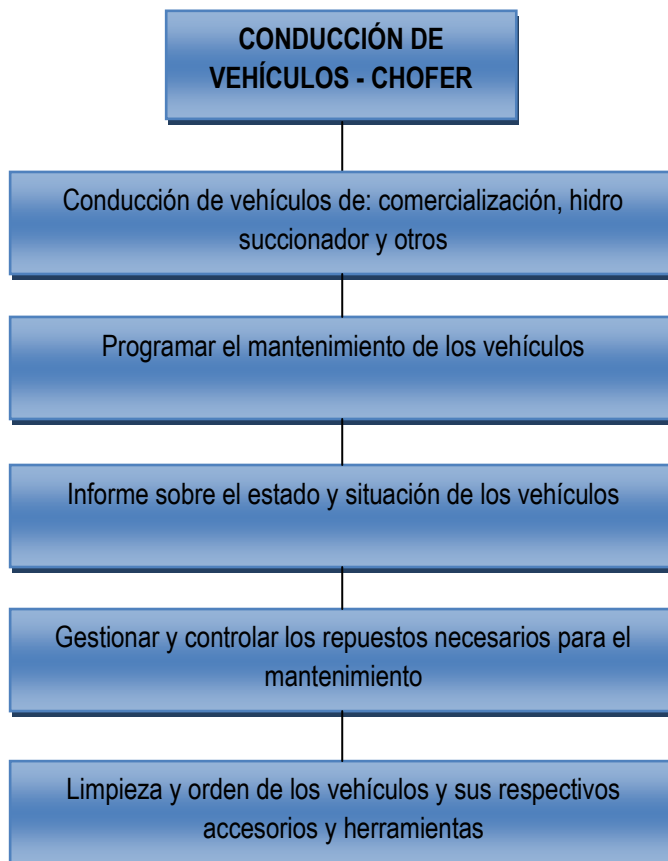 CONDUCCIÓN DE
VEHÍCULOS - CHOFER
Conducción de vehículos de: comercialización, hidro
succionador y otros
Programar el mantenimiento de los vehículos
Informe sobre el estado y situación de los vehículos
Gestionar y controlar los repuestos necesarios para el
mantenimiento
Limpieza y orden de los vehículos y sus respectivos
accesorios y herramientas